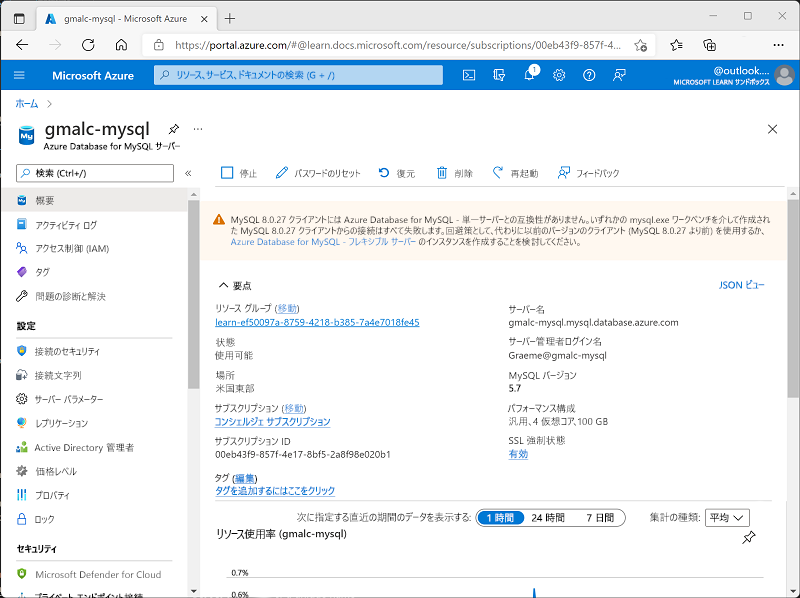 gmalc-mysql - Microsoft Azure
https://portal.azure.com/#@learn.docs.microsoft.com/resource/subscriptions/00eb43f9-857f-4...
Microsoft Azure
リソース、サービス、ドキュメントの検索 (G + /)
1
@outlook....
MICROSOFT LEARN サンドボックス
ホーム
My
gmalc-mysql
Azure Database for MySQL サーバー
検索 (Ctrl+/)
停止
パスワードのリセット
復元
削除
再起動
フィードバック
概要
アクティビティ ログ
アクセス制御 (IAM)
タグ
問題の診断と解決
設定
接続のセキュリティ
接続文字列
サーバー パラメーター
レプリケーション
Active Directory 管理者
価格レベル
プロパティ
ロック
セキュリティ
Microsoft Defender for Cloud
プライベート エンドポイント接続
MySQL 8.0.27 クライアントには Azure Database for MySQL - 単一サーバーとの互換性がありません。いずれかの mysql.exe ワークベンチを介して作成され
た MySQL 8.0.27 クライアントからの接続はすべて失敗します。回避策として、代わりに以前のバージョンのクライアント (MySQL 8.0.27 より前) を使用するか、
Azure Database for MySQL - フレキシブル サーバー のインスタンスを作成することを検討してください。
要点
JSON ビュー
リソース グループ (移動)
learn-ef50097a-8759-4218-b385-7a4e7018fe45
状態
使用可能
場所
米国東部
サブスクリプション (移動)
コンシェルジェ サブスクリプション
サブスクリプション ID
00eb43f9-857f-4e17-8bf5-2a8f98e020b1
タグ (編集)
タグを追加するにはここをクリック
サーバー名
gmalc-mysql.mysql.database.azure.com
サーバー管理者ログイン名
Graeme@gmalc-mysql
MySQL バージョン
5.7
パフォーマンス構成
汎用、4 仮想コア,100 GB
SSL 強制状態
有効
次に指定する直近の期間のデータを表示する:
1 時間
24 時間
7 日間
集計の種類:
平均
リソース使用率 (gmalc-mysql)
0.7%
0.6%